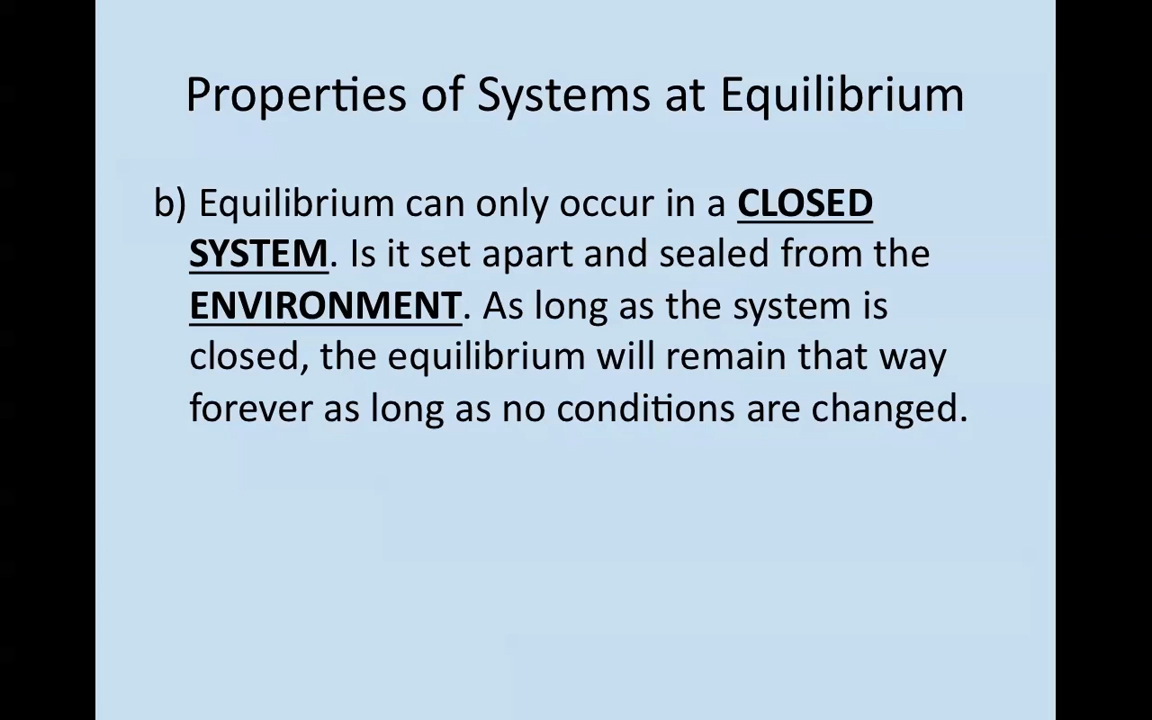 Properties of Systems at Equilibrium
b) Equilibrium can only occur in a CLOSED
SYSTEM. Is it set apart and sealed from the
ENVIRONMENT. As long as the system is
closed, the equilibrium will remain that way
forever as long as no conditions are changed.